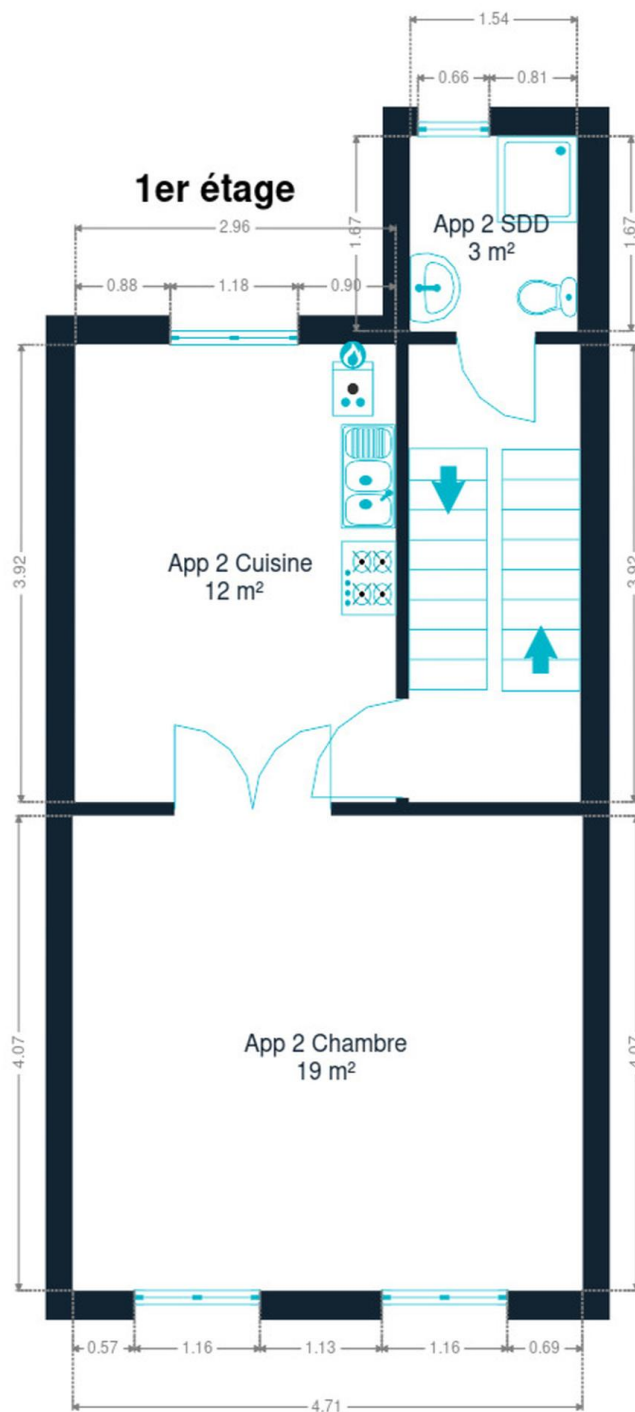 1.54
0.66
0.81
1er étage
2.96
1.67
App 2 SDD
3 m²
1.67
0.88
1.18
0.90
3.92
App 2 Cuisine
12 m²
3.92
4.07
App 2 Chambre
19 m²
4.07
0.57
1.16
1.13
1.16
0.69
4.71